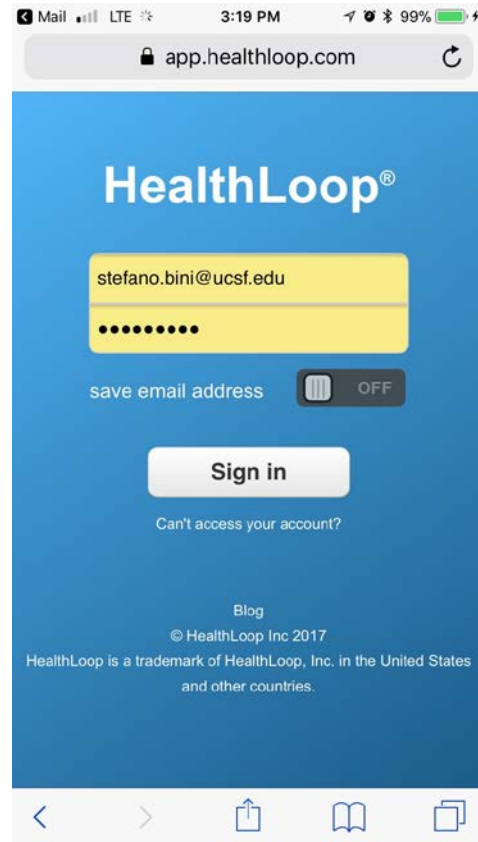 Mail LTE 3:19 PM 99%
app.healthloop.com
HealthLoop®
stefano.bini@ucsf.edu
•••••••••
save email address OFF
Sign in
Can't access your account?
Blog
© HealthLoop Inc 2017
HealthLoop is a trademark of HealthLoop, Inc. in the United States
and other countries.